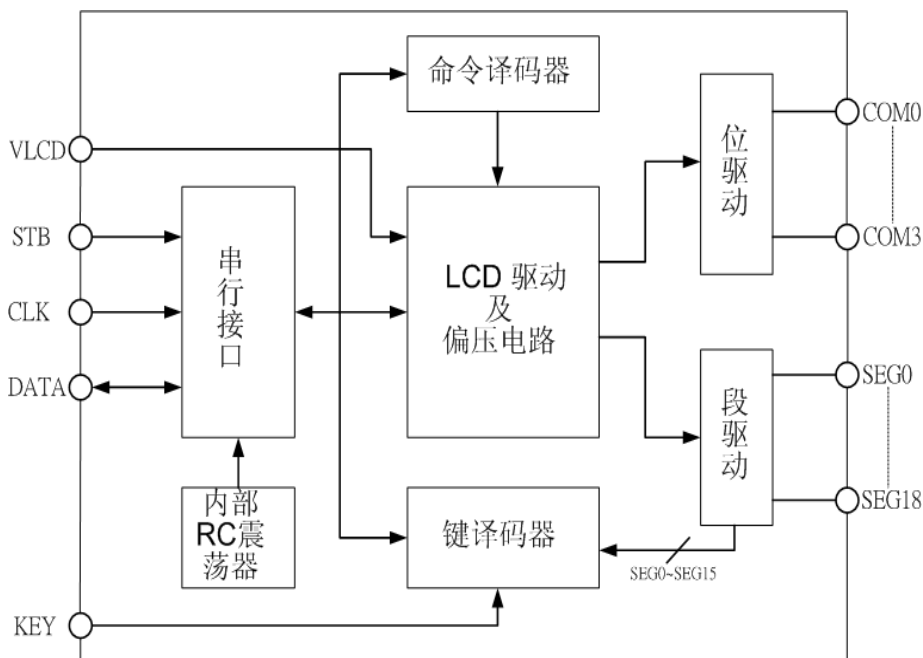 命令译码器
VLCD
STB
CLK
DATA
KEY
串
行
接
口
内部
RC震
荡器
LCD 驱动
及
偏压电路
键译码器
位
驱
动
段
驱
动
COM0
COM3
SEG0
SEG18
SEG0~SEG15